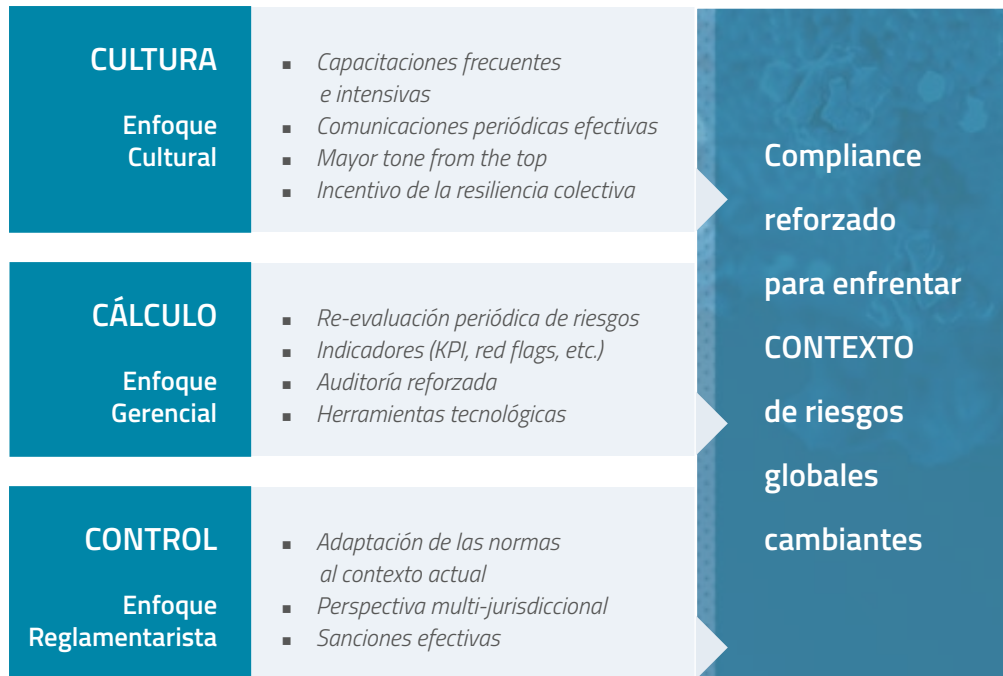 CULTURA
Enfoque
Cultural
▪ Capacitaciones frecuentes
e intensivas
▪ Comunicaciones periódicas efectivas
▪ Mayor tone from the top
▪ Incentivo de la resiliencia colectiva
CÁLCULO
Enfoque
Gerencial
▪ Re-evaluación periódica de riesgos
▪ Indicadores (KPI, red flags, etc.)
▪ Auditoría reforzada
▪ Herramientas tecnológicas
CONTROL
Enfoque
Reglamentarista
▪ Adaptación de las normas
al contexto actual
▪ Perspectiva multi-jurisdiccional
▪ Sanciones efectivas
Compliance
reforzado
para enfrentar
CONTEXTO
de riesgos
globales
cambiantes